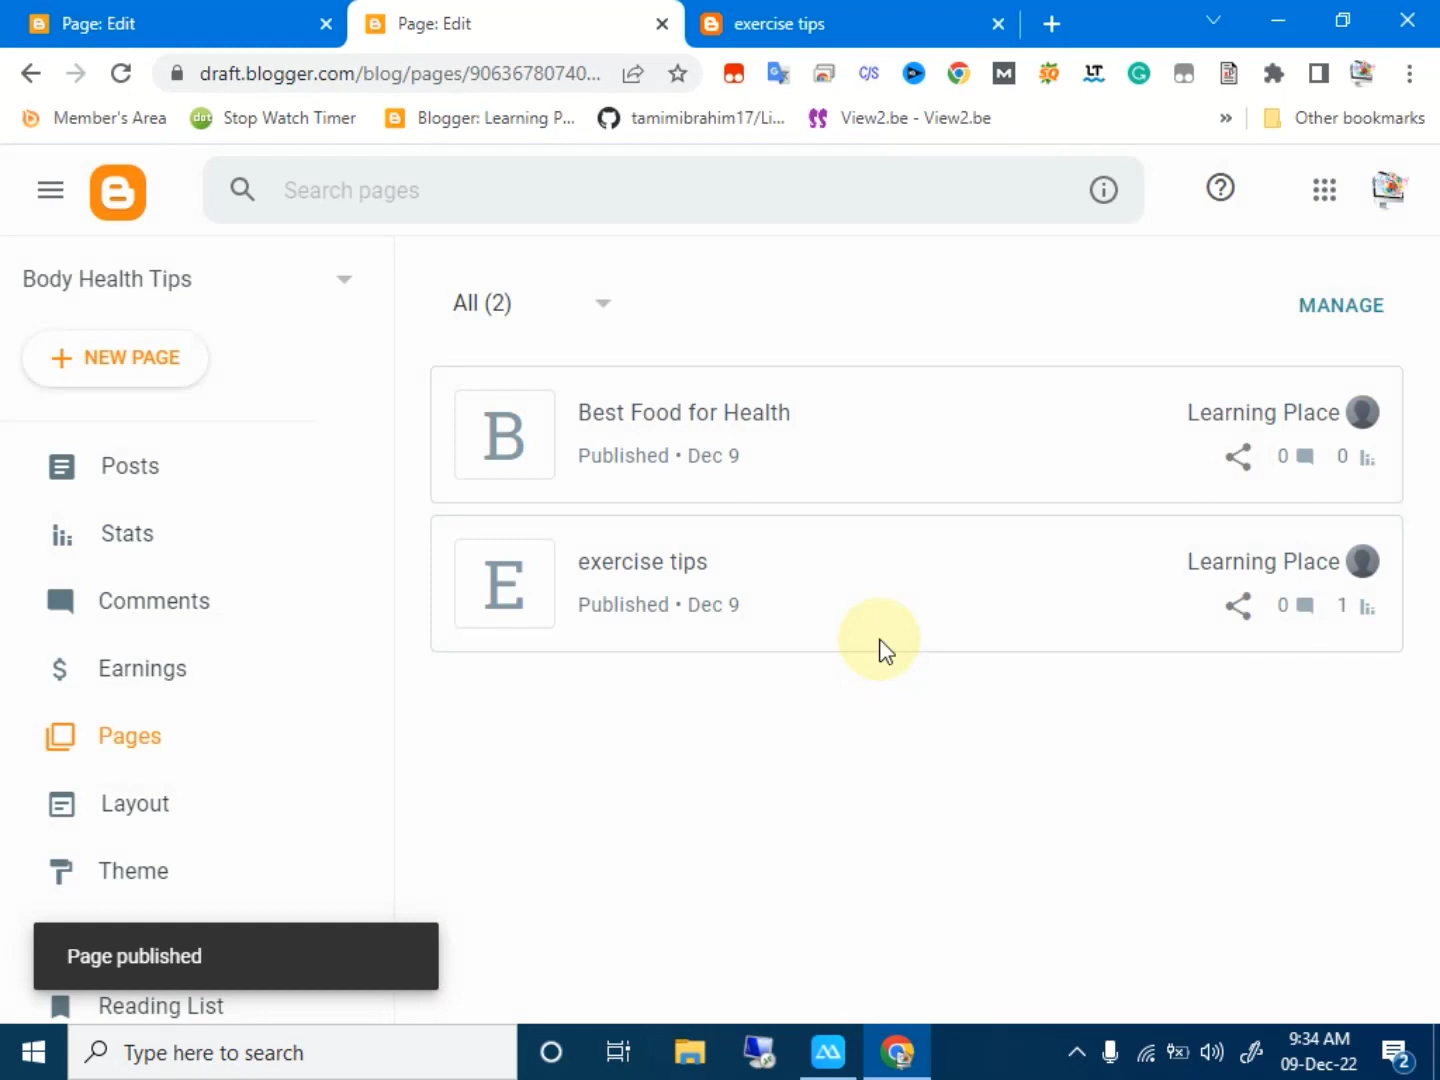 Page: Edit
Page: Edit
exercise tips
draft.blogger.com/blog/pages/90636780740...
Member's Area
Stop Watch Timer
Blogger: Learning P...
tamimibrahim17/Li...
View2.be - View2.be
Other bookmarks
Search pages
Body Health Tips
All (2)
MANAGE
NEW PAGE
Best Food for Health
Learning Place
Published • Dec 9
0
0
exercise tips
Learning Place
Published • Dec 9
0
1
Posts
Stats
Comments
Earnings
Pages
Layout
Theme
Page published
Reading List
Type here to search
9:34 AM
09-Dec-22
2